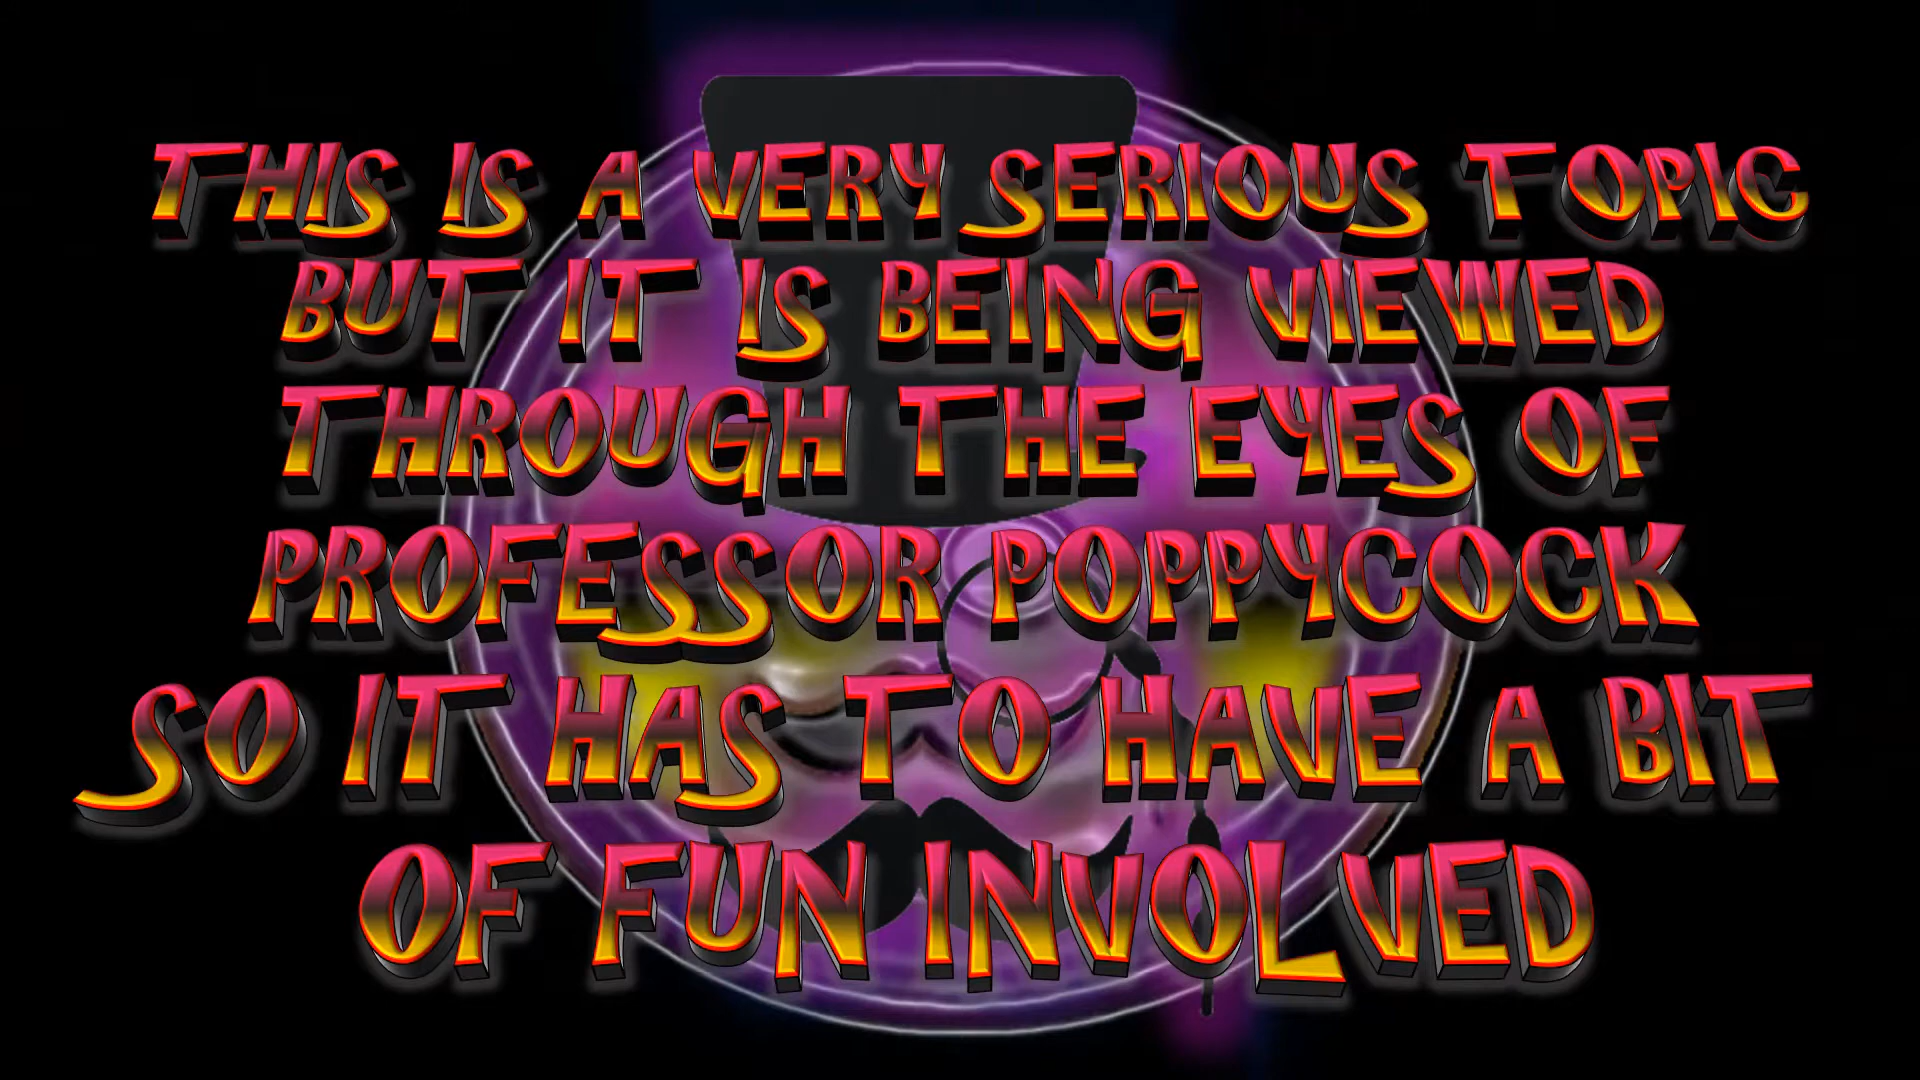 THIS IS A VERY SERIOUS TOPIC
BUT IT IS BEING VIEWED
THROUGH THE EYES OF
PROFESSOR POPPYCOCK
SO IT HAS TO HAVE A BIT
OF FUN INVOLVED